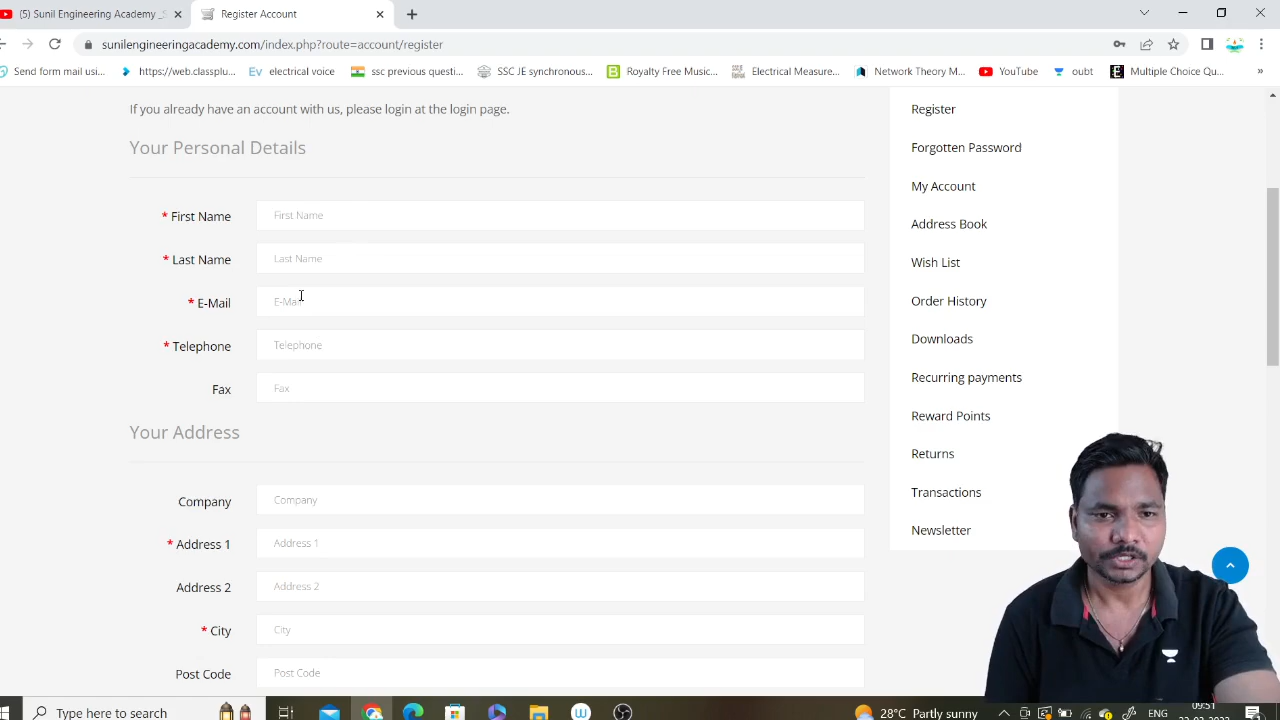 (5) Sunil Engineering Academy _S
Register Account
sunilengineeringacademy.com/index.php?route=account/register
Send form mail usi...
https://web.classplu...
Ev electrical voice
ssc previous questi...
SSC JE synchronous...
Royalty Free Music...
Electrical Measure...
Network Theory M...
YouTube
oubt
Multiple Choice Qu...
»
If you already have an account with us, please login at the login page.
Your Personal Details
* First Name
First Name
* Last Name
Last Name
* E-Mail
E-Mail
* Telephone
Telephone
Fax
Fax
Your Address
Company
Company
* Address 1
Address 1
Address 2
Address 2
* City
City
Post Code
Post Code
Register
Forgotten Password
My Account
Address Book
Wish List
Order History
Downloads
Recurring payments
Reward Points
Returns
Transactions
Newsletter
Type here to search
28°C Partly sunny
09:51